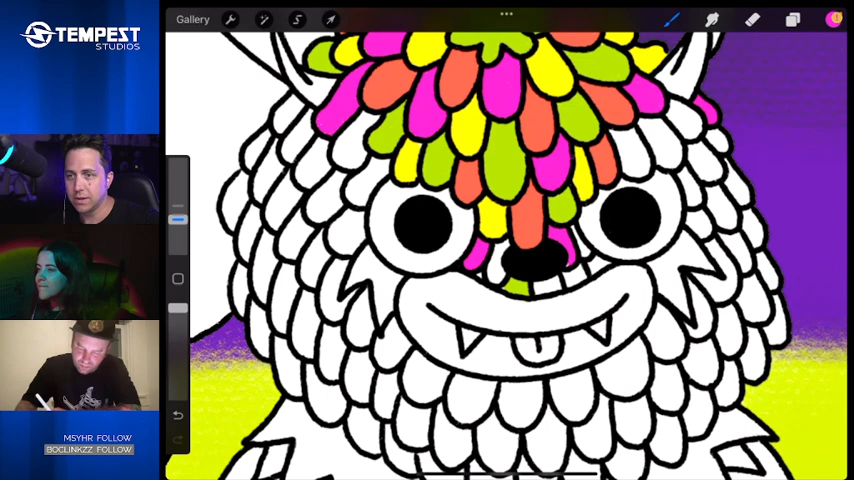 TEMPEST
STUDIOS
Gallery
MSYHR FOLLOW
BOCLINKZZ FOLLOW